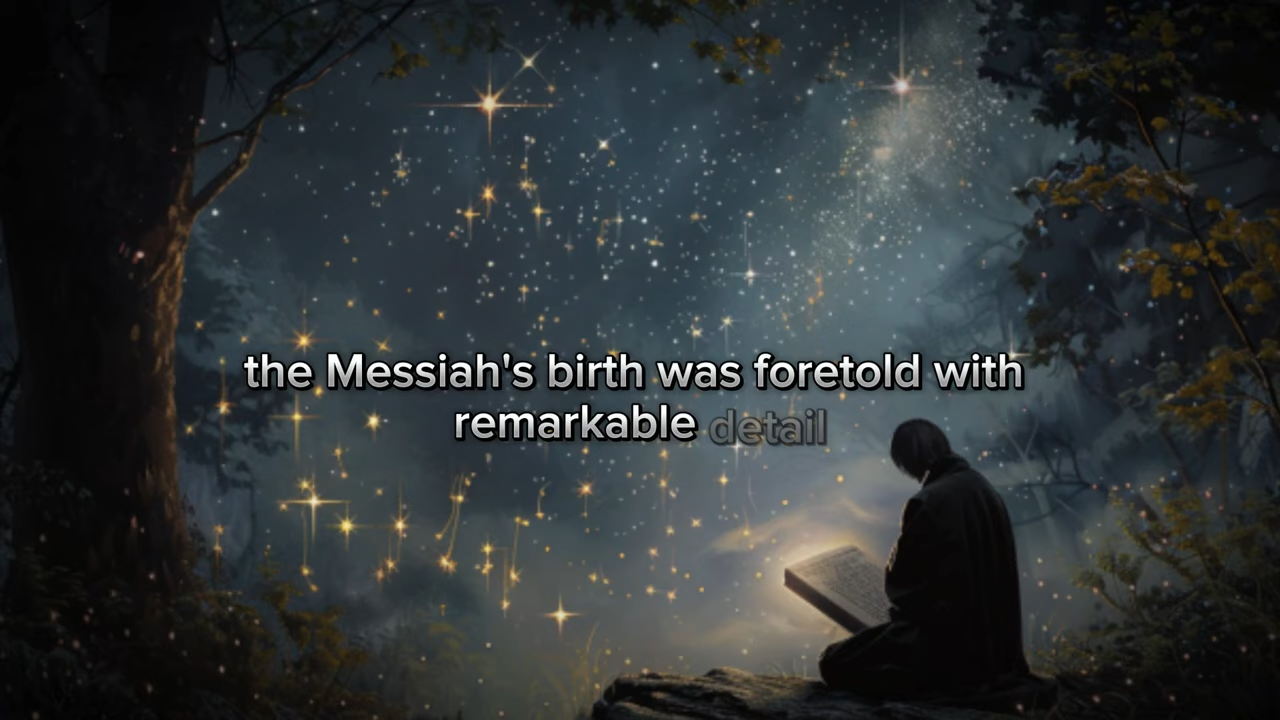 the Messiah's birth was foretold with
remarkable detail